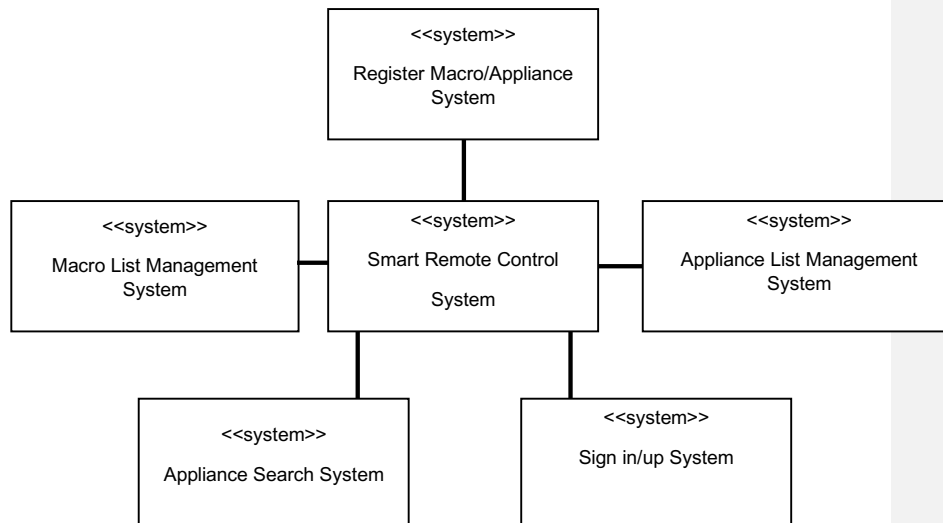 <<system>>
Register Macro/Appliance
System
<<system>>
Macro List Management
System
<<system>>
Smart Remote Control
System
<<system>>
Appliance List Management
System
<<system>>
Appliance Search System
<<system>>
Sign in/up System